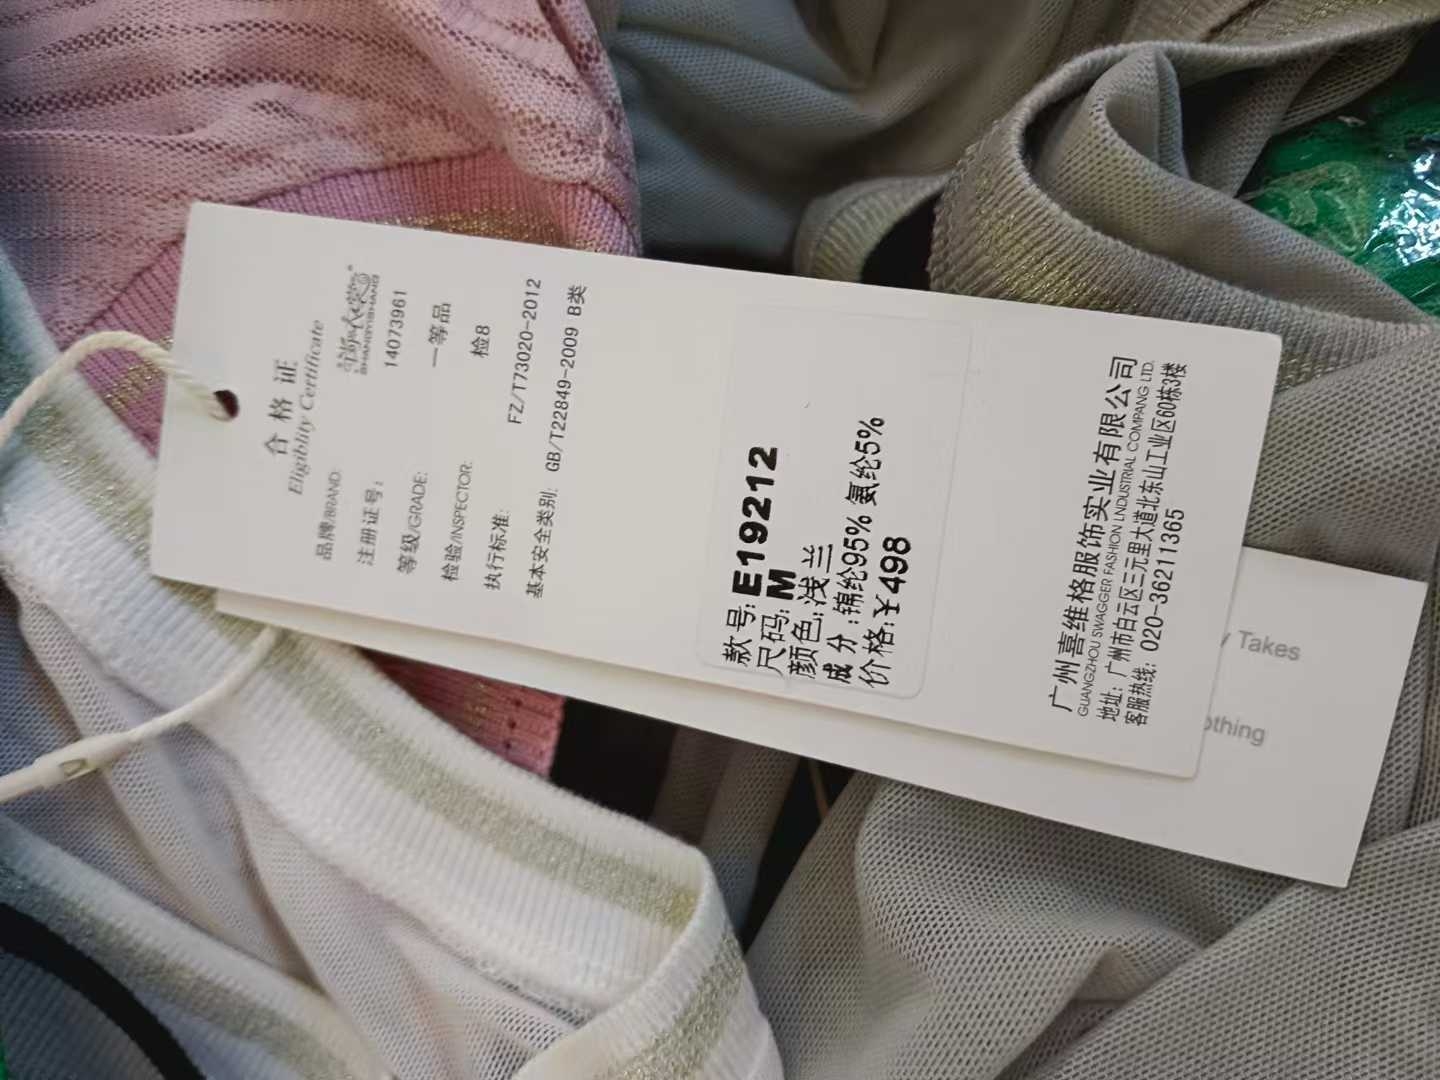 合格证
Eligiblity Certificate
品牌/BRAND:
SHANGYISHANG
注册证号: 14073961
等级/GRADE: 一等品
检验/INSPECTOR: 检8
执行标准: FZ/T73020-2012
基本安全类别: GB/T22849-2009 B类
款号: E19212
尺码: M
颜色: 浅兰
成分: 锦纶95% 氨纶5%
价格: ¥498
广州喜维格服饰实业有限公司
GUANGZHOU SWAGGER FASHION LNDUSTRIAL COMPANG LTD.
地址: 广州市白云区三元里大道北东山工业区60栋3楼
客服热线: 020-36211365
Takes
othing